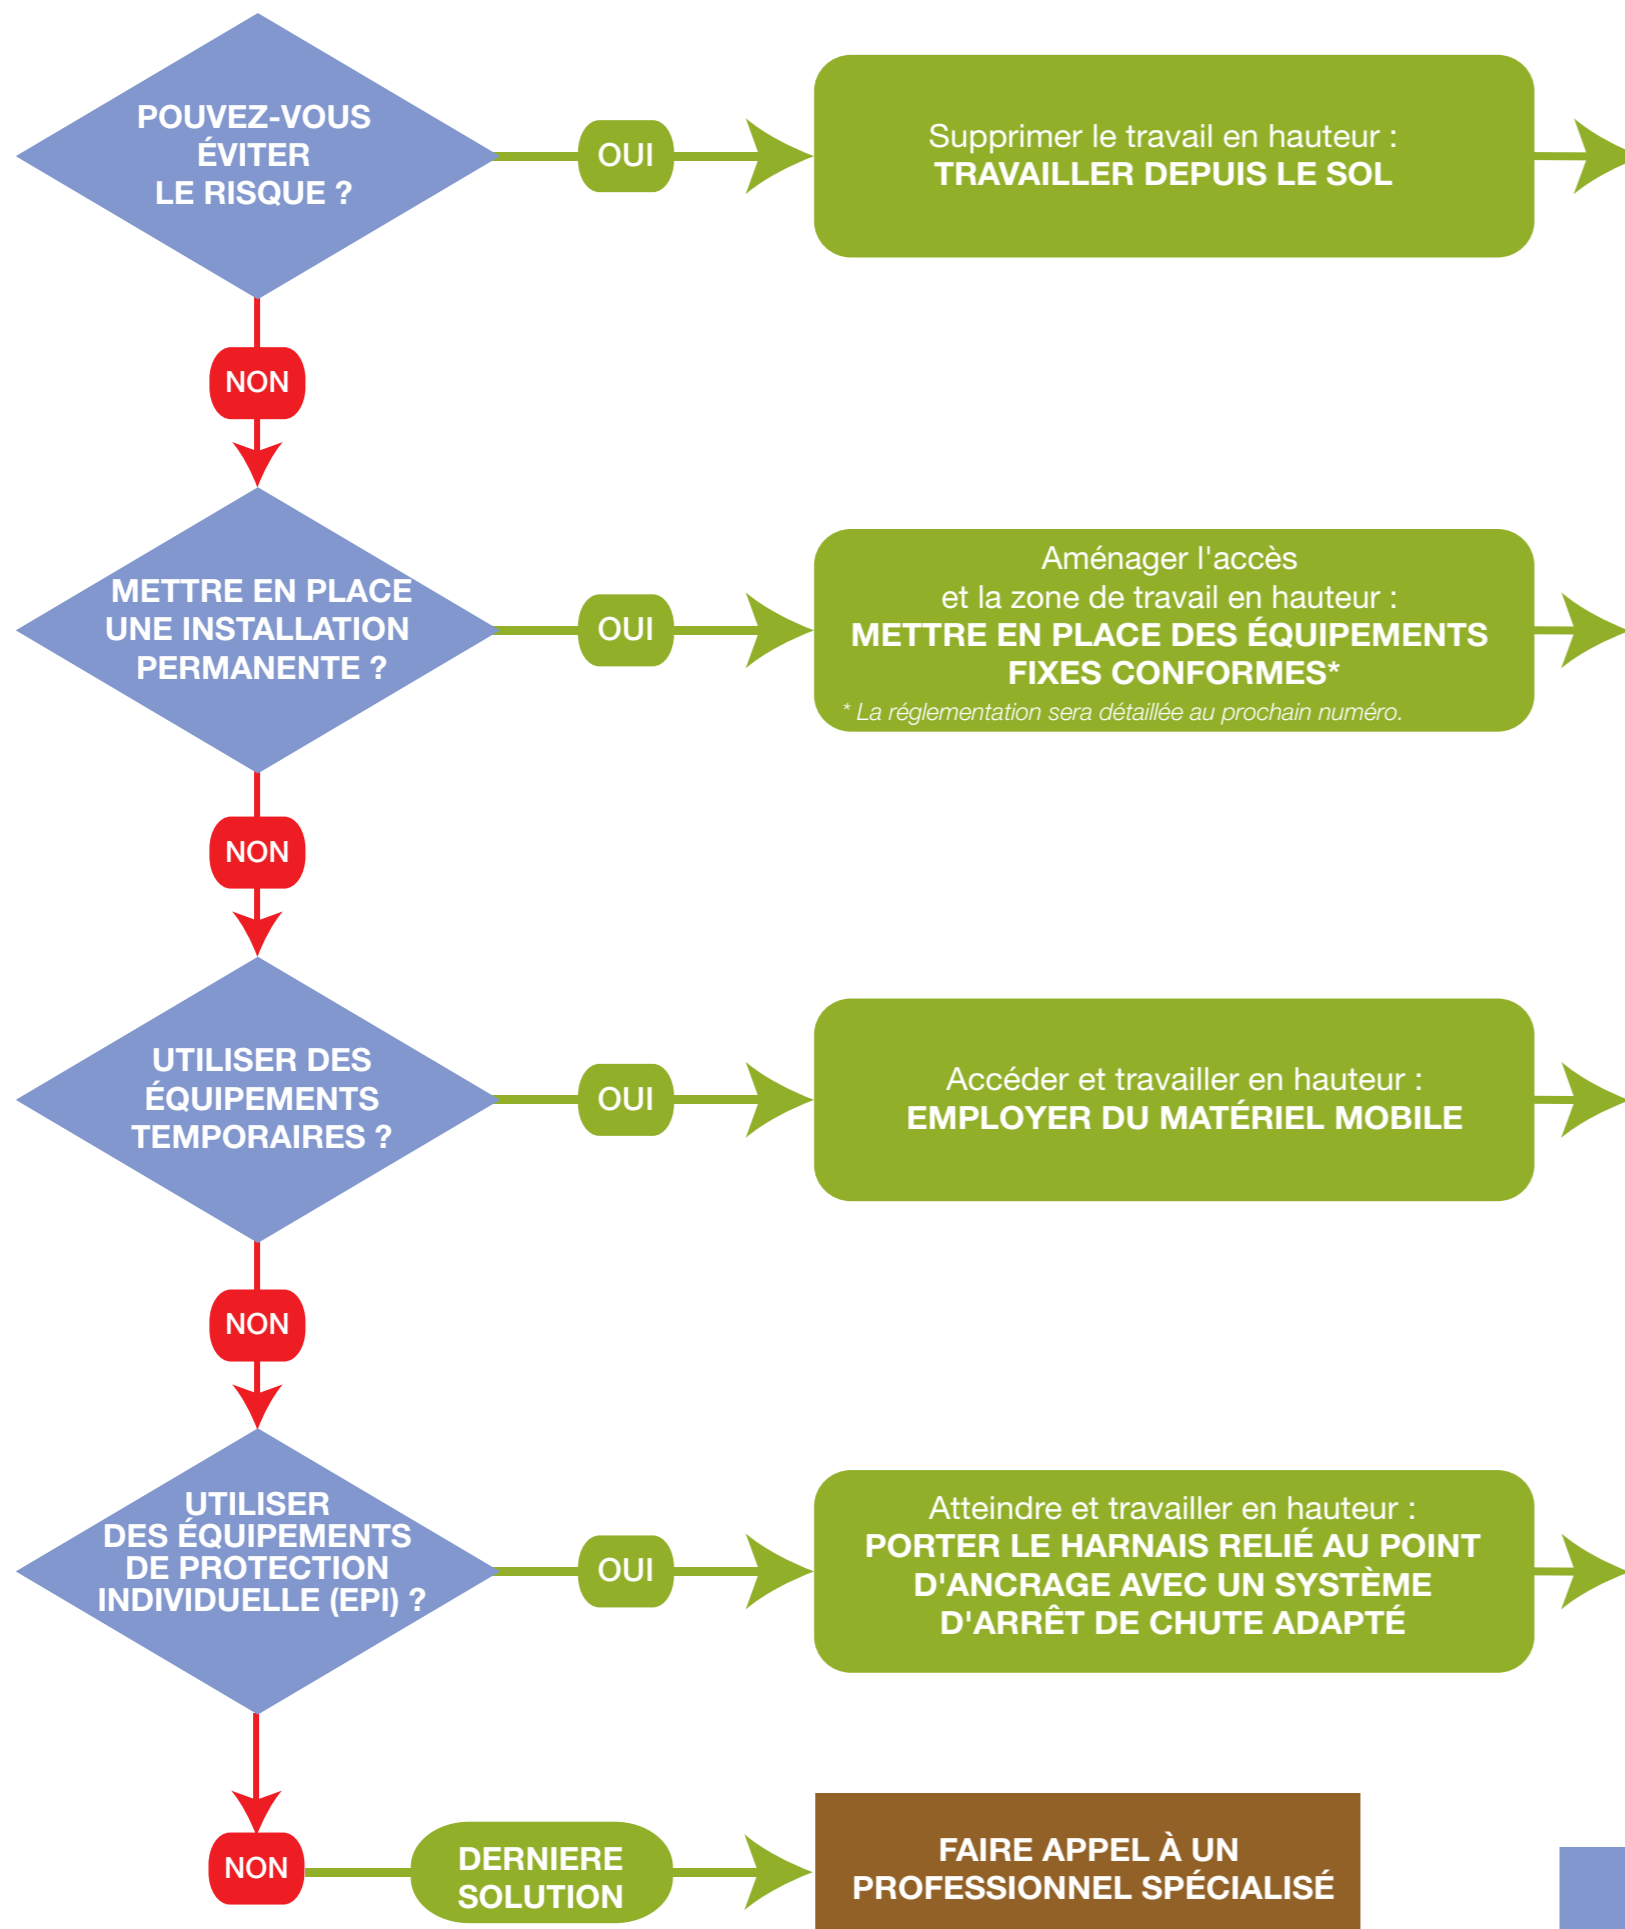 POUVEZ-VOUS
ÉVITER
LE RISQUE ?
OUI
Supprimer le travail en hauteur :
TRAVAILLER DEPUIS LE SOL
NON
METTRE EN PLACE
UNE INSTALLATION
PERMANENTE ?
OUI
Aménager l'accès
et la zone de travail en hauteur :
METTRE EN PLACE DES ÉQUIPEMENTS
FIXES CONFORMES*
* La réglementation sera détaillée au prochain numéro.
NON
UTILISER DES
ÉQUIPEMENTS
TEMPORAIRES ?
OUI
Accéder et travailler en hauteur :
EMPLOYER DU MATÉRIEL MOBILE
NON
UTILISER
DES ÉQUIPEMENTS
DE PROTECTION
INDIVIDUELLE (EPI) ?
OUI
Atteindre et travailler en hauteur :
PORTER LE HARNAIS RELIÉ AU POINT
D'ANCRAGE AVEC UN SYSTÈME
D'ARRÊT DE CHUTE ADAPTÉ
NON
DERNIERE
SOLUTION
FAIRE APPEL À UN
PROFESSIONNEL SPÉCIALISÉ